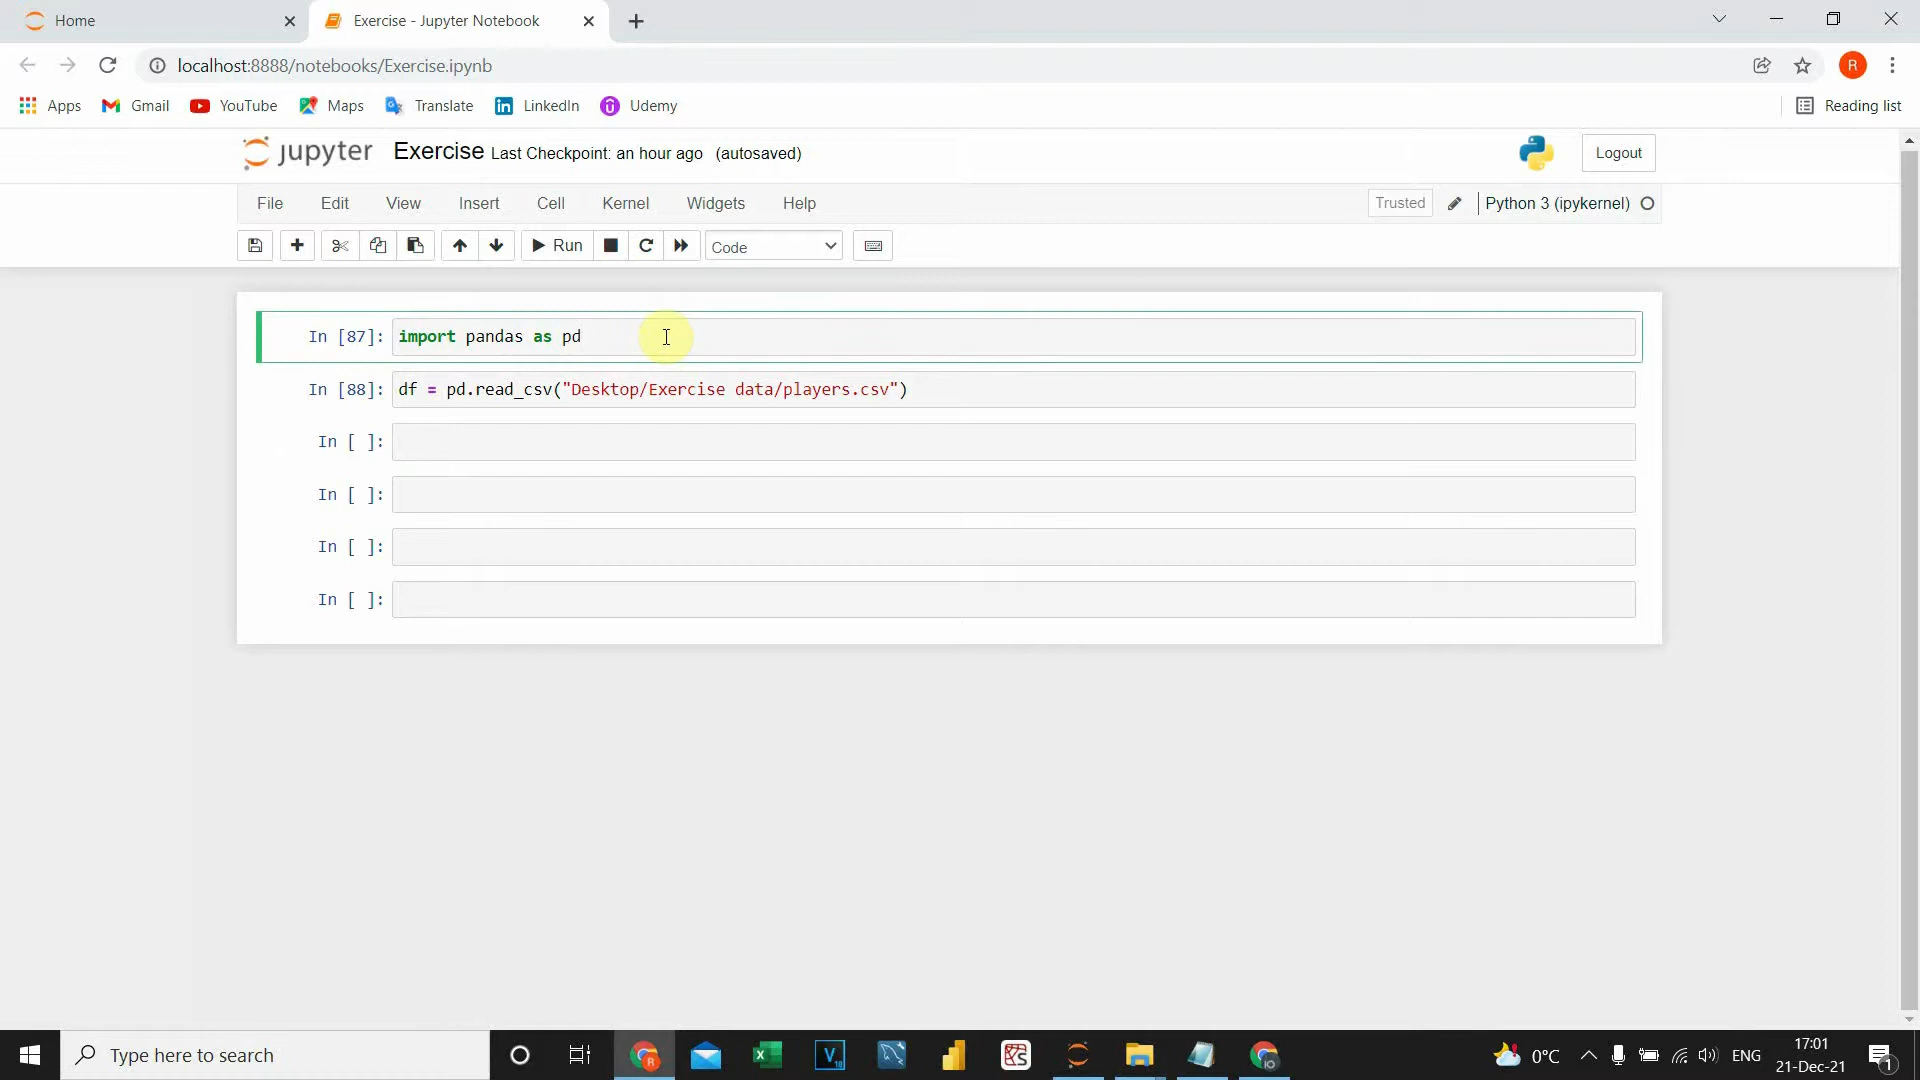 Home
Exercise - Jupyter Notebook
localhost:8888/notebooks/Exercise.ipynb
R
Apps Gmail YouTube Maps Translate LinkedIn Udemy Reading list
jupyter Exercise Last Checkpoint: an hour ago (autosaved) Logout
File Edit View Insert Cell Kernel Widgets Help Trusted Python 3 (ipykernel)
Run Code
In [87]: import pandas as pd
In [88]: df = pd.read_csv("Desktop/Exercise data/players.csv")
In [ ]:
In [ ]:
In [ ]:
In [ ]:
Type here to search
0°C
ENG
17:01
21-Dec-21
1